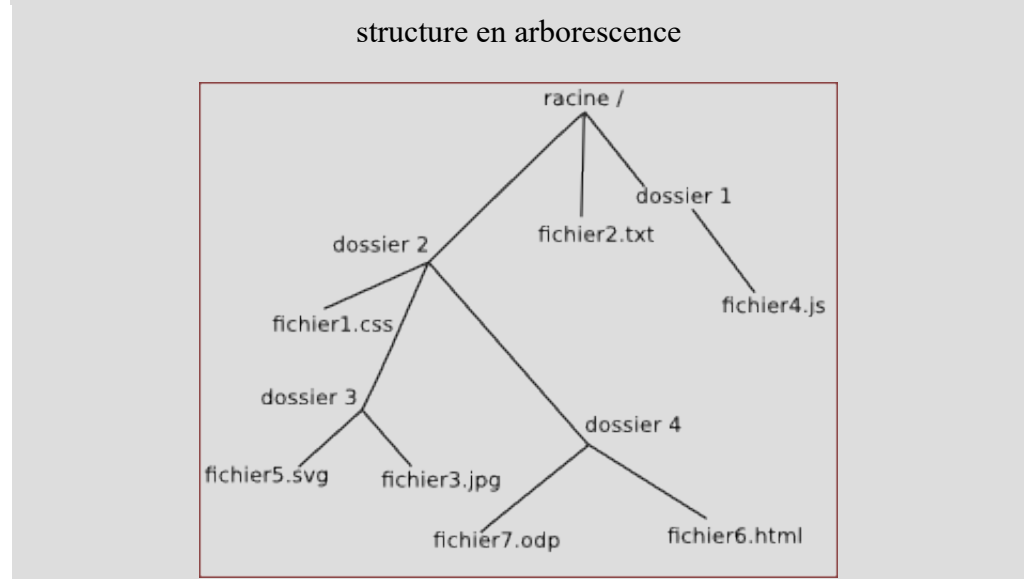 structure en arborescence
racine /
dossier 1
fichier2.txt
dossier 2
fichier4.js
fichier1.css
dossier 3
dossier 4
fichier5.svg
fichier3.jpg
fichier7.odp
fichier6.html